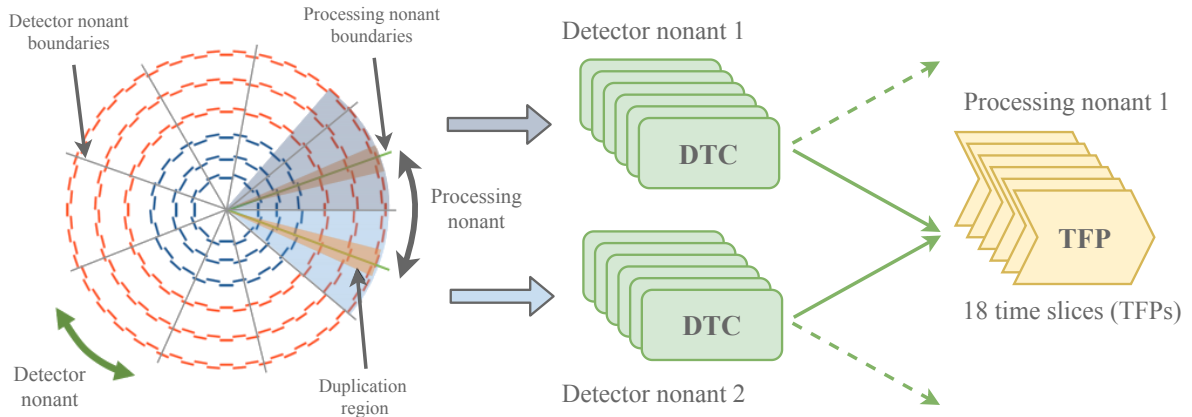 Detector nonant
boundaries
Processing nonant
boundaries
Processing
nonant
Detector
nonant
Duplication
region
Detector nonant 1
DTC
DTC
Detector nonant 2
Processing nonant 1
TFP
18 time slices (TFPs)